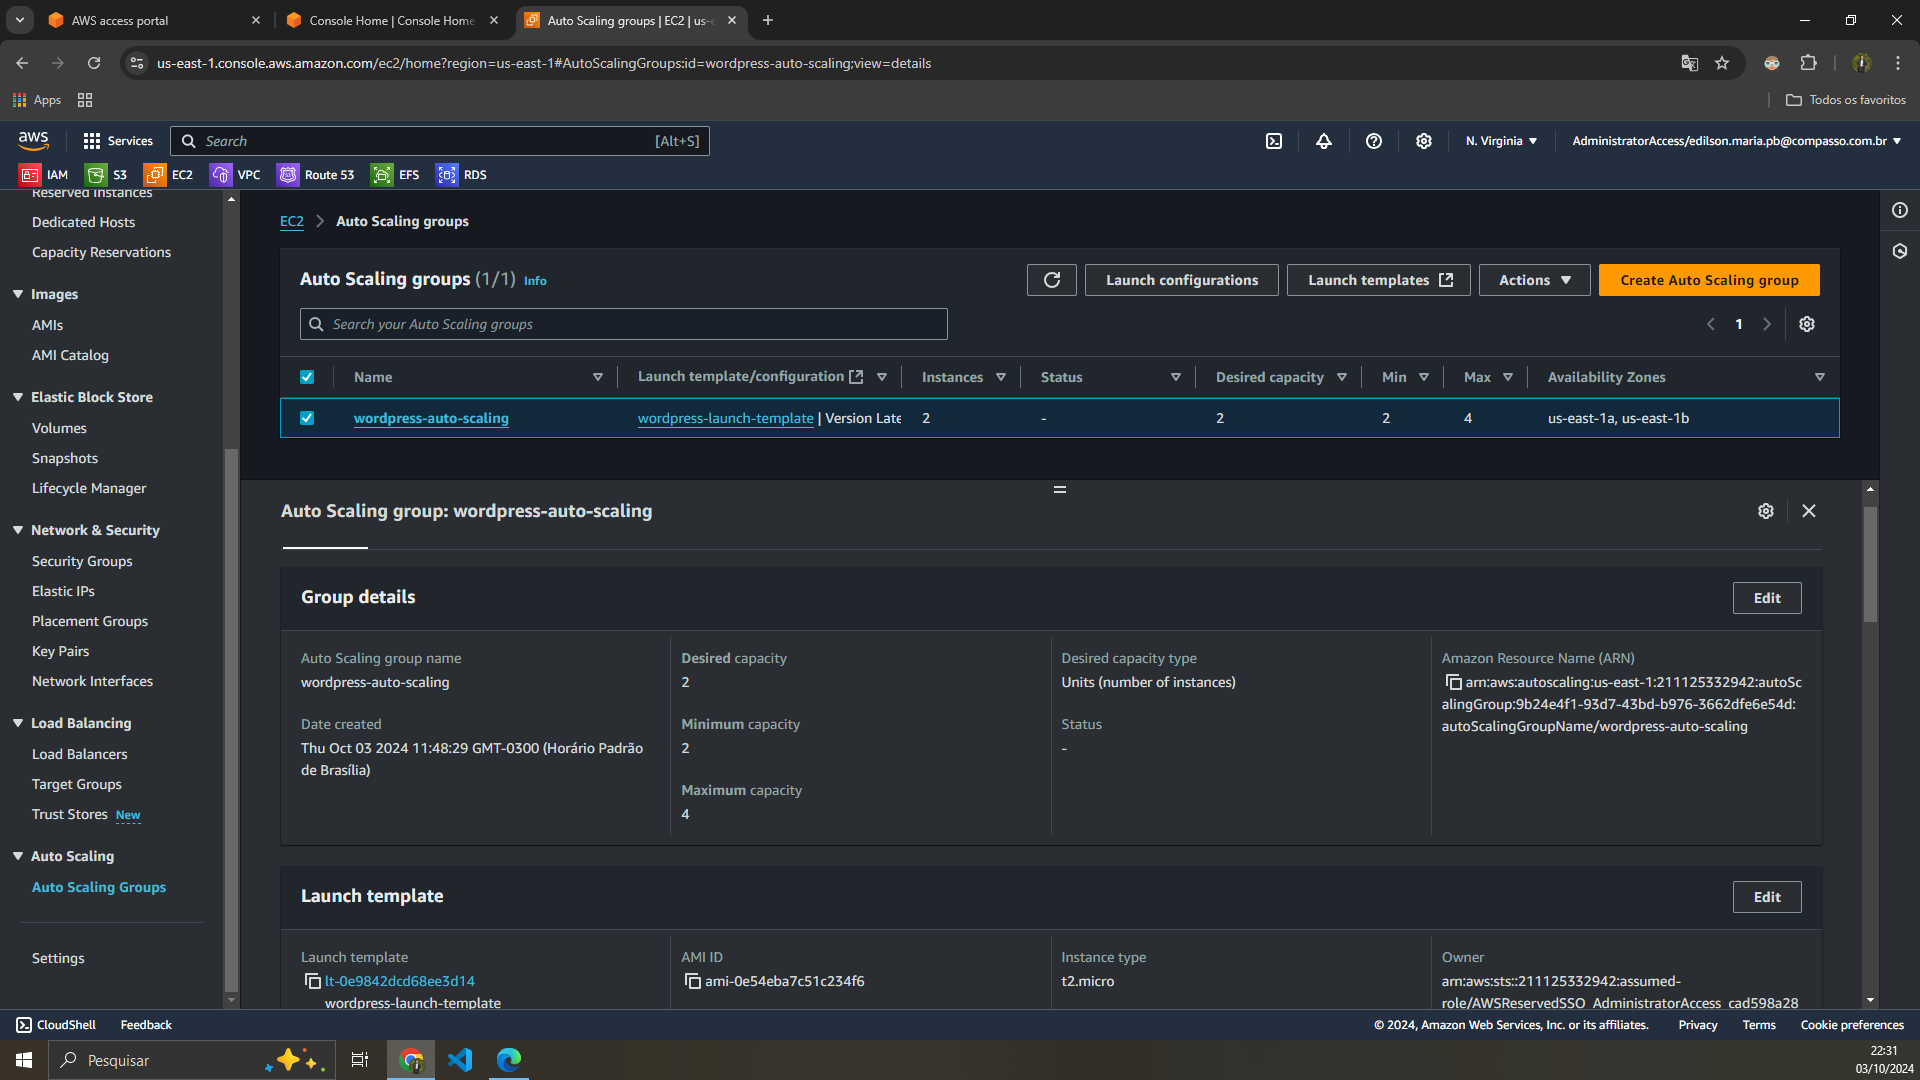 AWS access portal
Console Home | Console Home
Auto Scaling groups | EC2 | us-e
us-east-1.console.aws.amazon.com/ec2/home?region=us-east-1#AutoScalingGroups:id=wordpress-auto-scaling;view=details
Apps
Todos os favoritos
aws
Services
Search
[Alt+S]
N. Virginia
AdministratorAccess/edilson.maria.pb@compasso.com.br
IAM
S3
EC2
VPC
Route 53
EFS
RDS
Reserved Instances
Dedicated Hosts
Capacity Reservations
Images
AMIs
AMI Catalog
Elastic Block Store
Volumes
Snapshots
Lifecycle Manager
Network & Security
Security Groups
Elastic IPs
Placement Groups
Key Pairs
Network Interfaces
Load Balancing
Load Balancers
Target Groups
Trust Stores New
Auto Scaling
Auto Scaling Groups
Settings
EC2
Auto Scaling groups
Auto Scaling groups (1/1) Info
Launch configurations
Launch templates
Actions
Create Auto Scaling group
Search your Auto Scaling groups
1
Name
Launch template/configuration
Instances
Status
Desired capacity
Min
Max
Availability Zones
wordpress-auto-scaling
wordpress-launch-template | Version Late
2
-
2
2
4
us-east-1a, us-east-1b
Auto Scaling group: wordpress-auto-scaling
Group details
Edit
Auto Scaling group name
wordpress-auto-scaling
Date created
Thu Oct 03 2024 11:48:29 GMT-0300 (Horário Padrão
de Brasília)
Desired capacity
2
Minimum capacity
2
Maximum capacity
4
Desired capacity type
Units (number of instances)
Status
-
Amazon Resource Name (ARN)
arn:aws:autoscaling:us-east-1:211125332942:autoSc
alingGroup:9b24e4f1-93d7-43bd-b976-3662dfe6e54d:
autoScalingGroupName/wordpress-auto-scaling
Launch template
Edit
Launch template
lt-0e9842dcd68ee3d14
wordpress-launch-template
AMI ID
ami-0e54eba7c51c234f6
Instance type
t2.micro
Owner
arn:aws:sts::211125332942:assumed-
role/AWSReservedSSO_AdministratorAccess_cad598a28
CloudShell
Feedback
© 2024, Amazon Web Services, Inc. or its affiliates.
Privacy
Terms
Cookie preferences
Pesquisar
22:31
03/10/2024